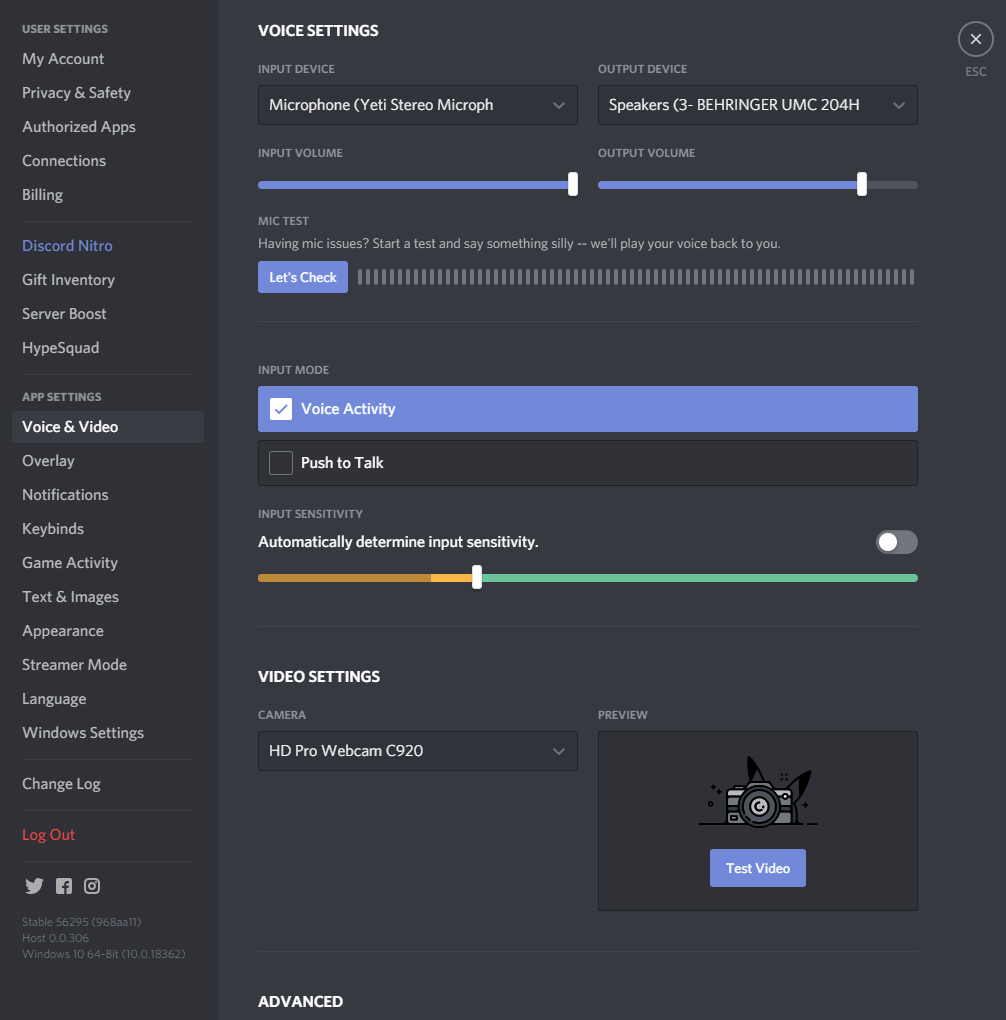 USER SETTINGS
My Account
Privacy & Safety
Authorized Apps
Connections
Billing
Discord Nitro
Gift Inventory
Server Boost
HypeSquad
APP SETTINGS
Voice & Video
Overlay
Notifications
Keybinds
Game Activity
Text & Images
Appearance
Streamer Mode
Language
Windows Settings
Change Log
Log Out
Stable 56295 (968aa11)
Host 0.0.306
Windows 10 64-Bit (10.0.18362)
VOICE SETTINGS
INPUT DEVICE
Microphone (Yeti Stereo Microph
OUTPUT DEVICE
Speakers (3- BEHRINGER UMC 204H
INPUT VOLUME
OUTPUT VOLUME
MIC TEST
Having mic issues? Start a test and say something silly -- we'll play your voice back to you.
Let's Check
INPUT MODE
Voice Activity
Push to Talk
INPUT SENSITIVITY
Automatically determine input sensitivity.
VIDEO SETTINGS
CAMERA
HD Pro Webcam C920
PREVIEW
Test Video
ADVANCED
ESC